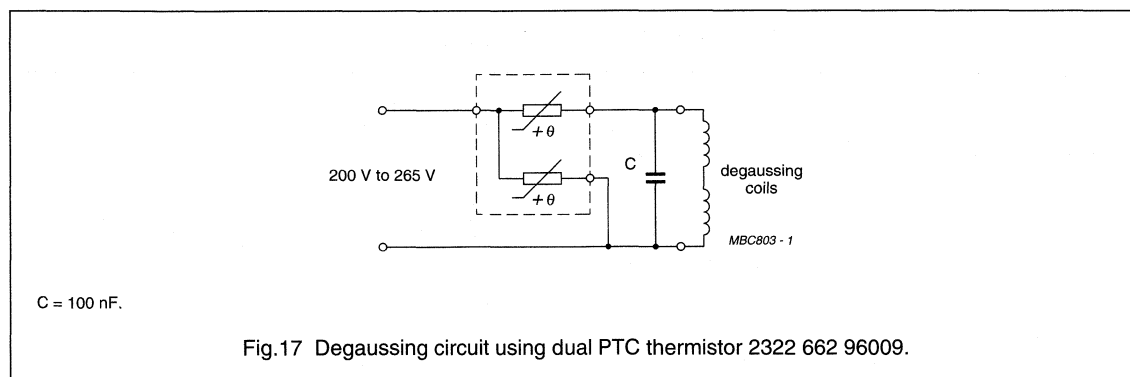 +θ
+θ
200 V to 265 V
C
degaussing
coils
MBC803 - 1
C = 100 nF.
Fig.17 Degaussing circuit using dual PTC thermistor 2322 662 96009.